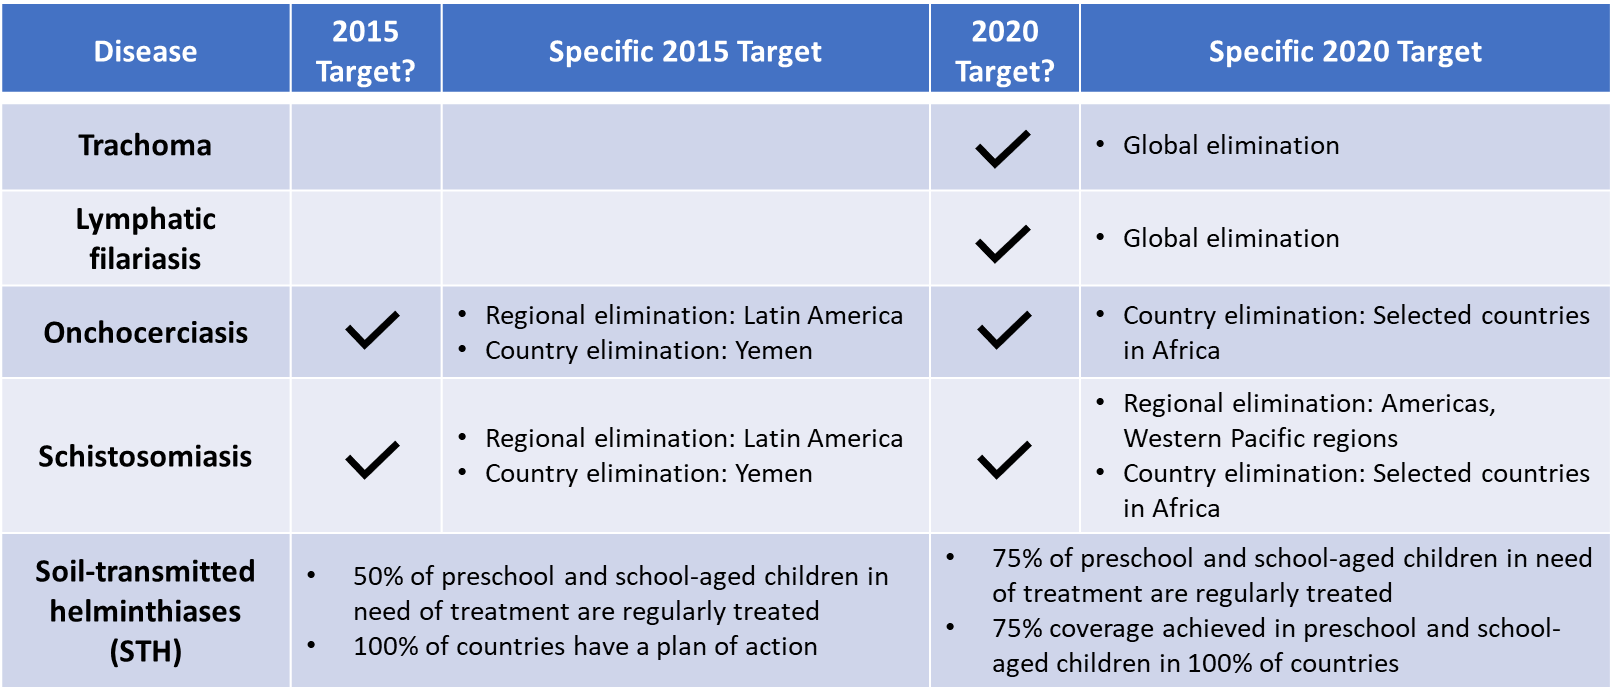 Disease
2015
Target?
Specific 2015 Target
2020
Target?
Specific 2020 Target
Trachoma
✓
• Global elimination
Lymphatic
filariasis
✓
• Global elimination
Onchocerciasis
✓
• Regional elimination: Latin America
• Country elimination: Yemen
✓
• Country elimination: Selected countries
in Africa
Schistosomiasis
✓
• Regional elimination: Latin America
• Country elimination: Yemen
✓
• Regional elimination: Americas,
Western Pacific regions
• Country elimination: Selected countries
in Africa
Soil-transmitted
helminthiases
(STH)
• 50% of preschool and school-aged children in
need of treatment are regularly treated
• 100% of countries have a plan of action
• 75% of preschool and school-aged children in need
of treatment are regularly treated
• 75% coverage achieved in preschool and school-
aged children in 100% of countries